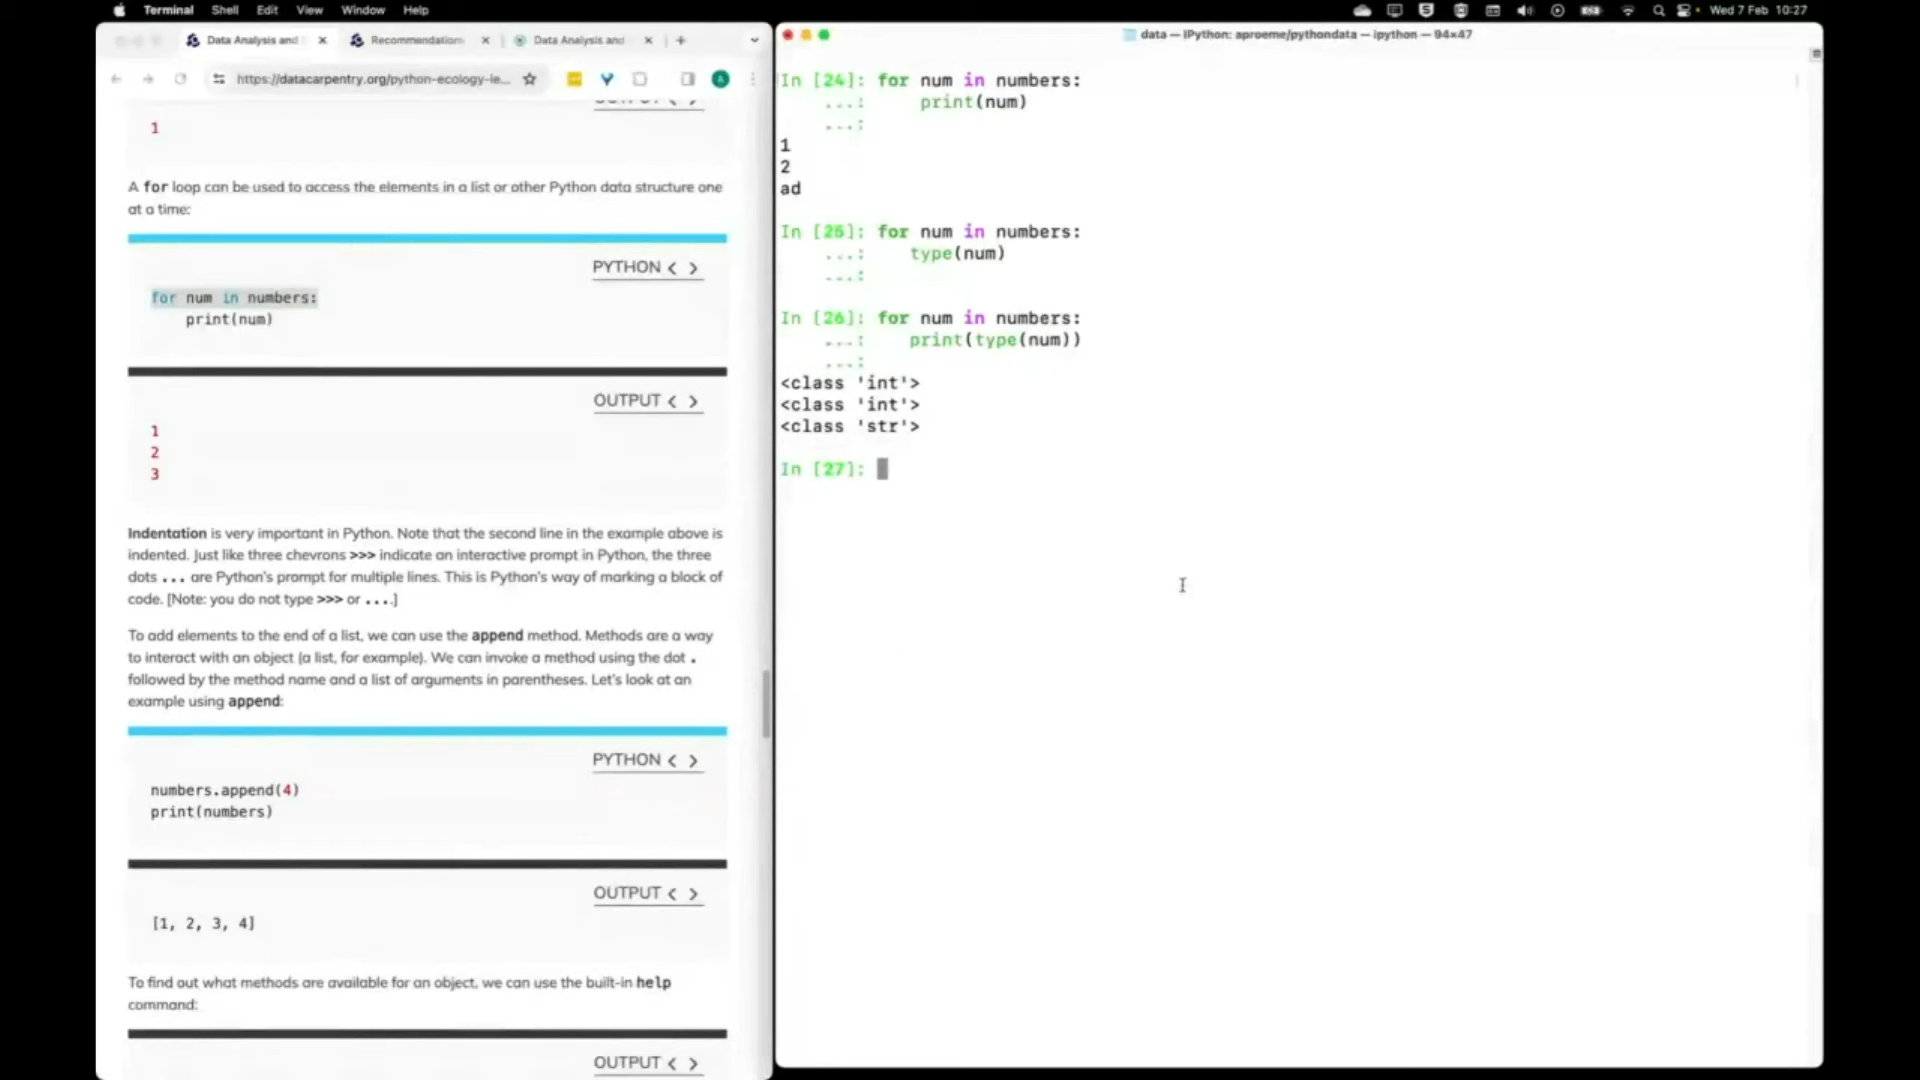 Terminal Shell Edit View Window Help
Wed 7 Feb 10:27
Data Analysis and
Recommendation
Data Analysis and
https://datacarpentry.org/python-ecology-le...
1
A for loop can be used to access the elements in a list or other Python data structure one
at a time:
PYTHON < >
for num in numbers:
print(num)
OUTPUT < >
1
2
3
Indentation is very important in Python. Note that the second line in the example above is
indented. Just like three chevrons >>> indicate an interactive prompt in Python, the three
dots ... are Python's prompt for multiple lines. This is Python's way of marking a block of
code. [Note: you do not type >>> or ....]
To add elements to the end of a list, we can use the append method. Methods are a way
to interact with an object (a list, for example). We can invoke a method using the dot .
followed by the method name and a list of arguments in parentheses. Let's look at an
example using append:
PYTHON < >
numbers.append(4)
print(numbers)
OUTPUT < >
[1, 2, 3, 4]
To find out what methods are available for an object, we can use the built-in help
command:
OUTPUT < >
data — IPython: aproeme/pythondata — ipython — 94×47
In [24]: for num in numbers:
...: print(num)
...:
1
2
ad
In [25]: for num in numbers:
...: type(num)
...:
In [26]: for num in numbers:
...: print(type(num))
...:
<class 'int'>
<class 'int'>
<class 'str'>
In [27]: